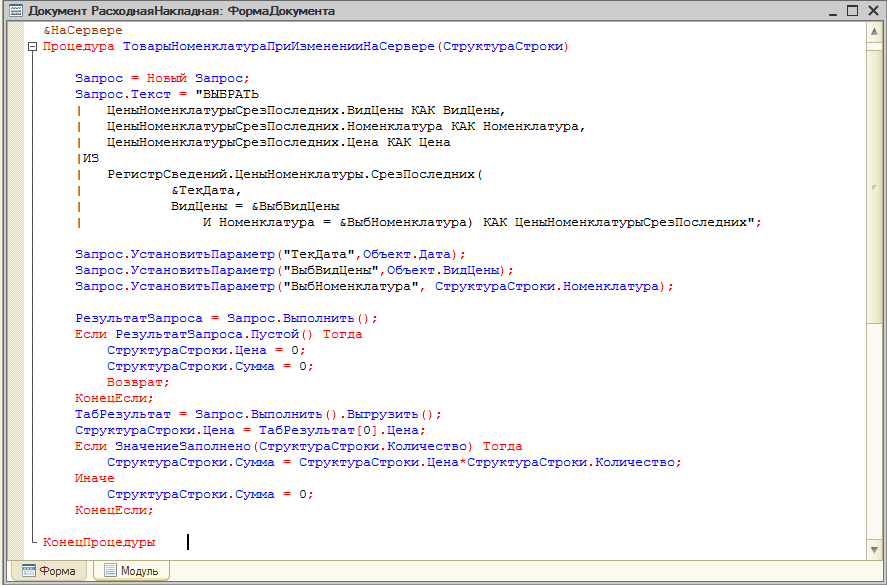 Документ РасходнаяНакладная: ФормаДокумента
&НаСервере
Процедура ТоварыНоменклатураПриИзмененииНаСервере(СтруктураСтроки)
Запрос = Новый Запрос;
Запрос.Текст = "ВЫБРАТЬ
|	ЦеныНоменклатурыСрезПоследних.ВидЦены КАК ВидЦены,
|	ЦеныНоменклатурыСрезПоследних.Номенклатура КАК Номенклатура,
|	ЦеныНоменклатурыСрезПоследних.Цена КАК Цена
|ИЗ
|	РегистрСведений.ЦеныНоменклатуры.СрезПоследних(
|			&ТекДата,
|			ВидЦены = &ВыбВидЦены
|				И Номенклатура = &ВыбНоменклатура) КАК ЦеныНоменклатурыСрезПоследних";
Запрос.УстановитьПараметр("ТекДата",Объект.Дата);
Запрос.УстановитьПараметр("ВыбВидЦены",Объект.ВидЦены);
Запрос.УстановитьПараметр("ВыбНоменклатура", СтруктураСтроки.Номенклатура);
РезультатЗапроса = Запрос.Выполнить();
Если РезультатЗапроса.Пустой() Тогда
СтруктураСтроки.Цена = 0;
СтруктураСтроки.Сумма = 0;
Возврат;
КонецЕсли;
ТабРезультат = Запрос.Выполнить().Выгрузить();
СтруктураСтроки.Цена = ТабРезультат[0].Цена;
Если ЗначениеЗаполнено(СтруктураСтроки.Количество) Тогда
СтруктураСтроки.Сумма = СтруктураСтроки.Цена*СтруктураСтроки.Количество;
Иначе
СтруктураСтроки.Сумма = 0;
КонецЕсли;
КонецПроцедуры
Форма Модуль